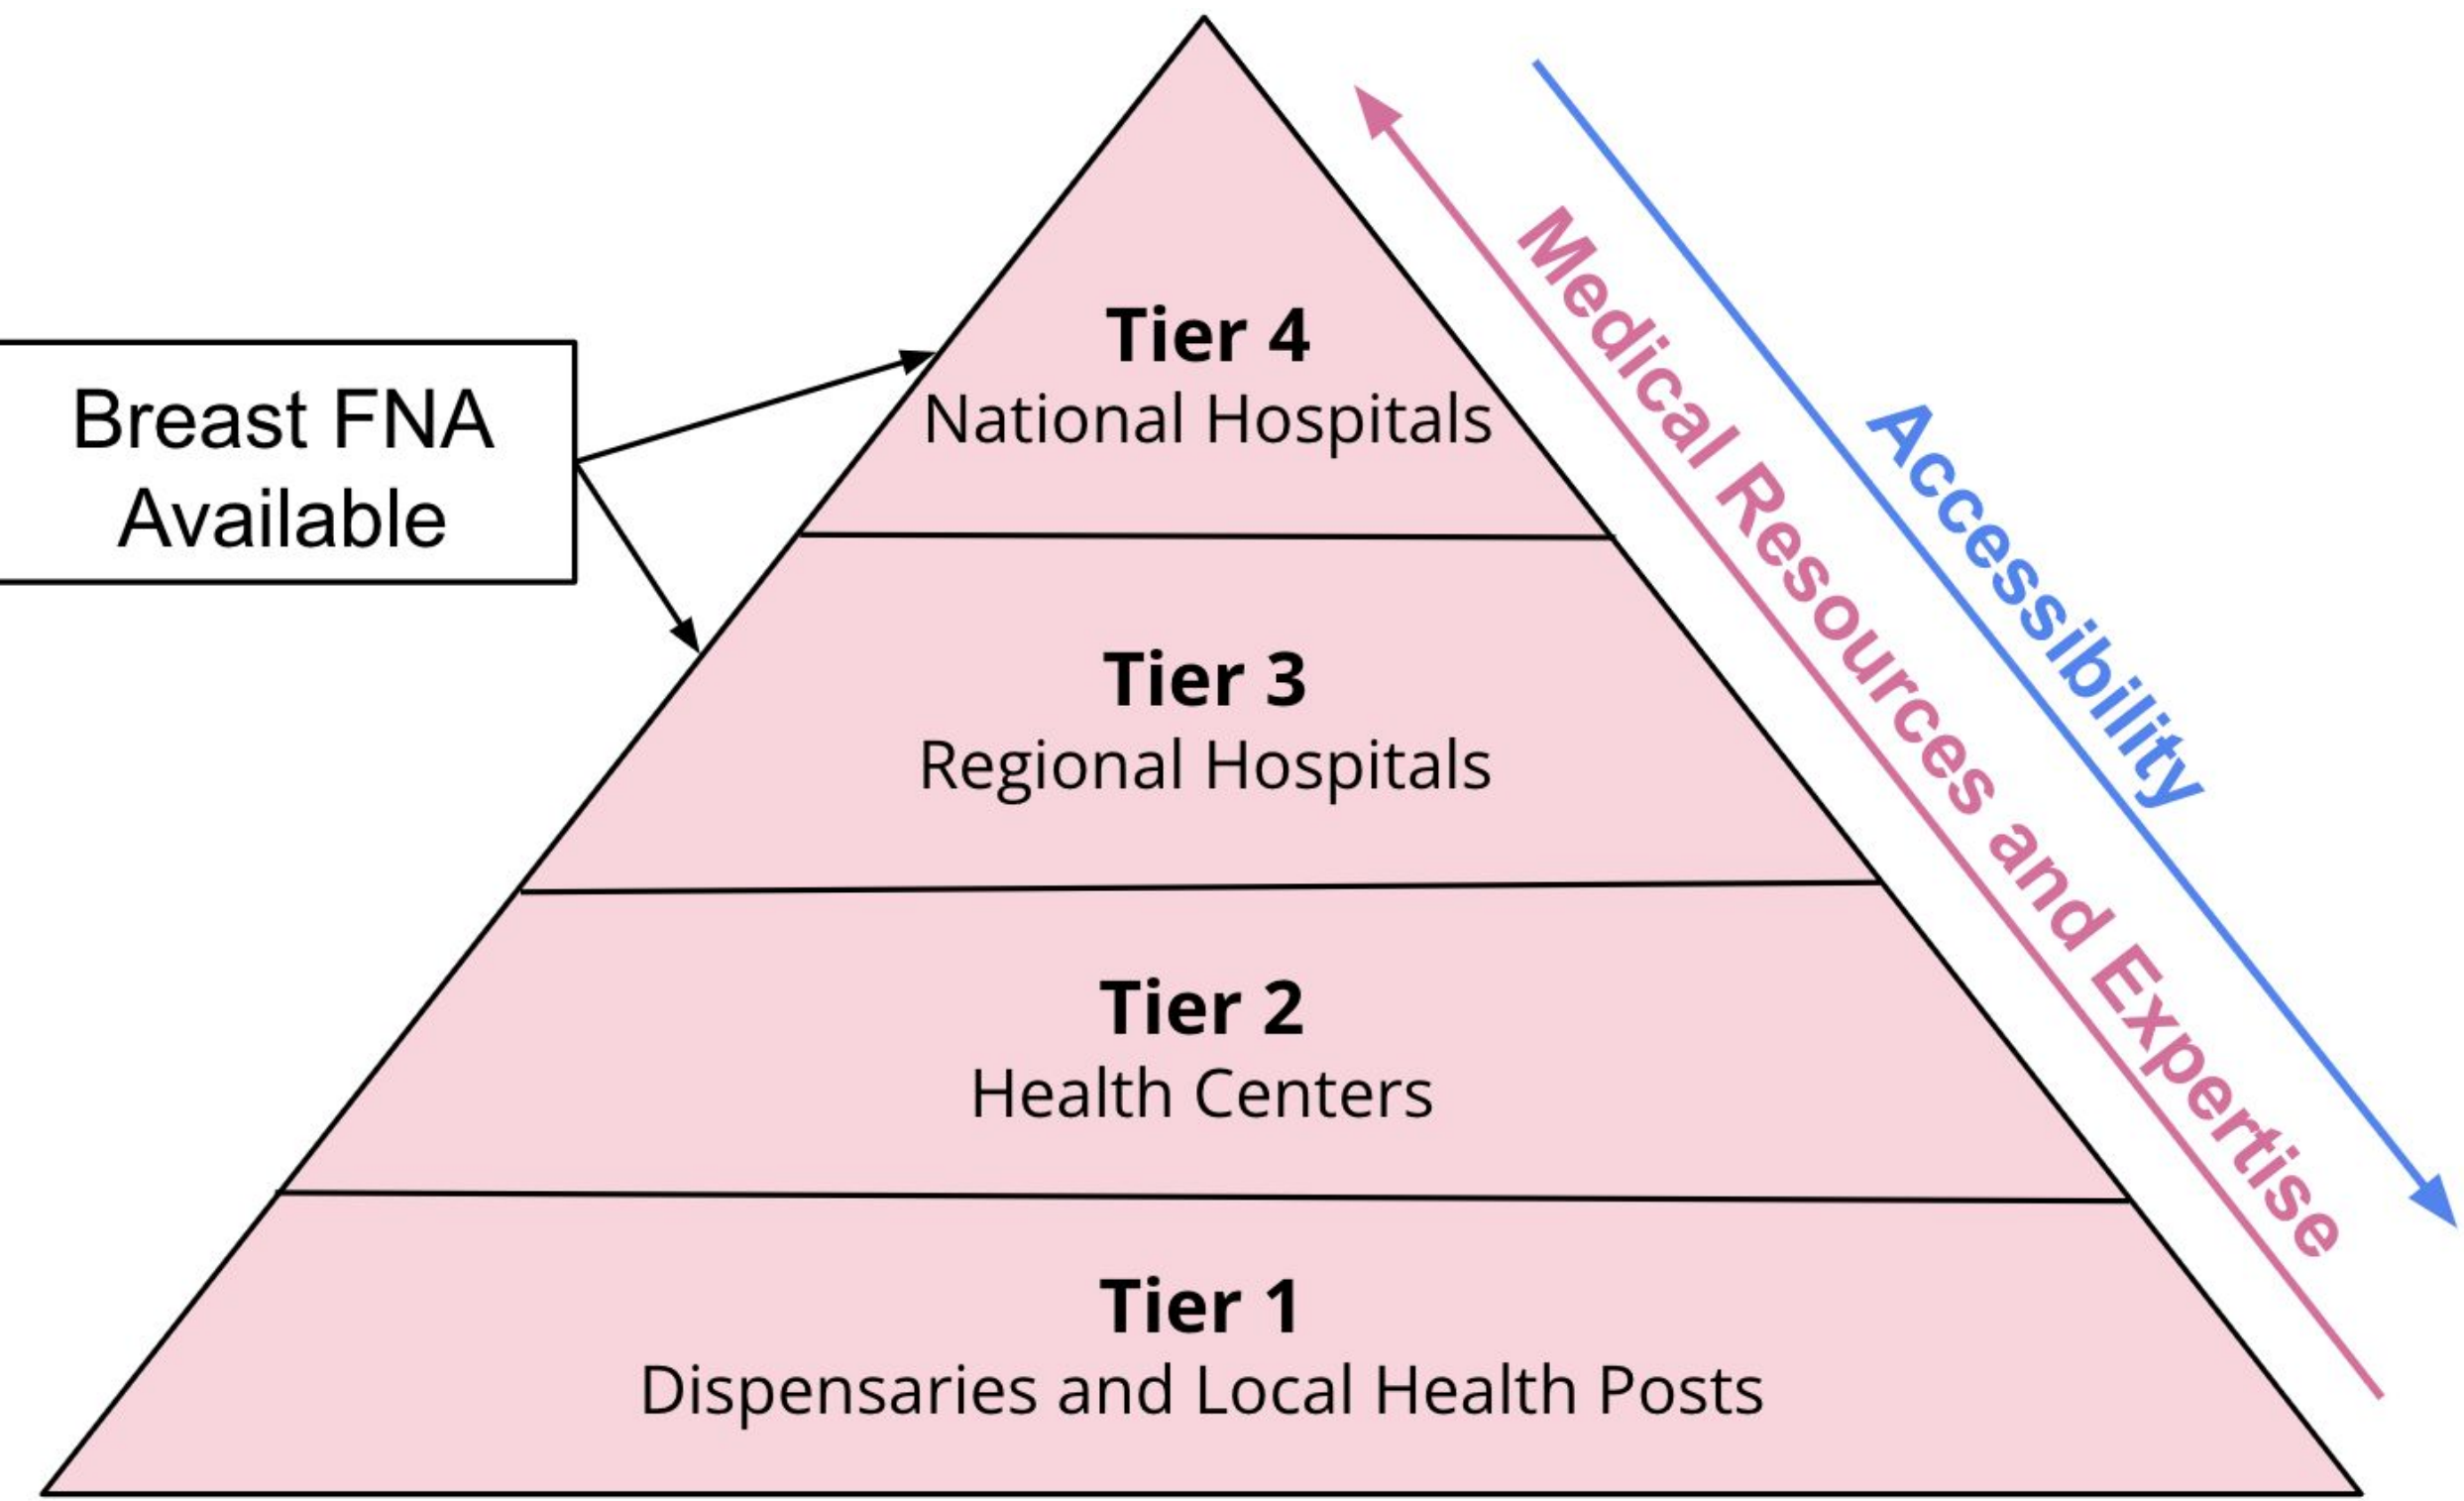 Breast FNA
Available
Tier 4
National Hospitals
Tier 3
Regional Hospitals
Tier 2
Health Centers
Tier 1
Dispensaries and Local Health Posts
Medical Resources and Expertise
Accessibility